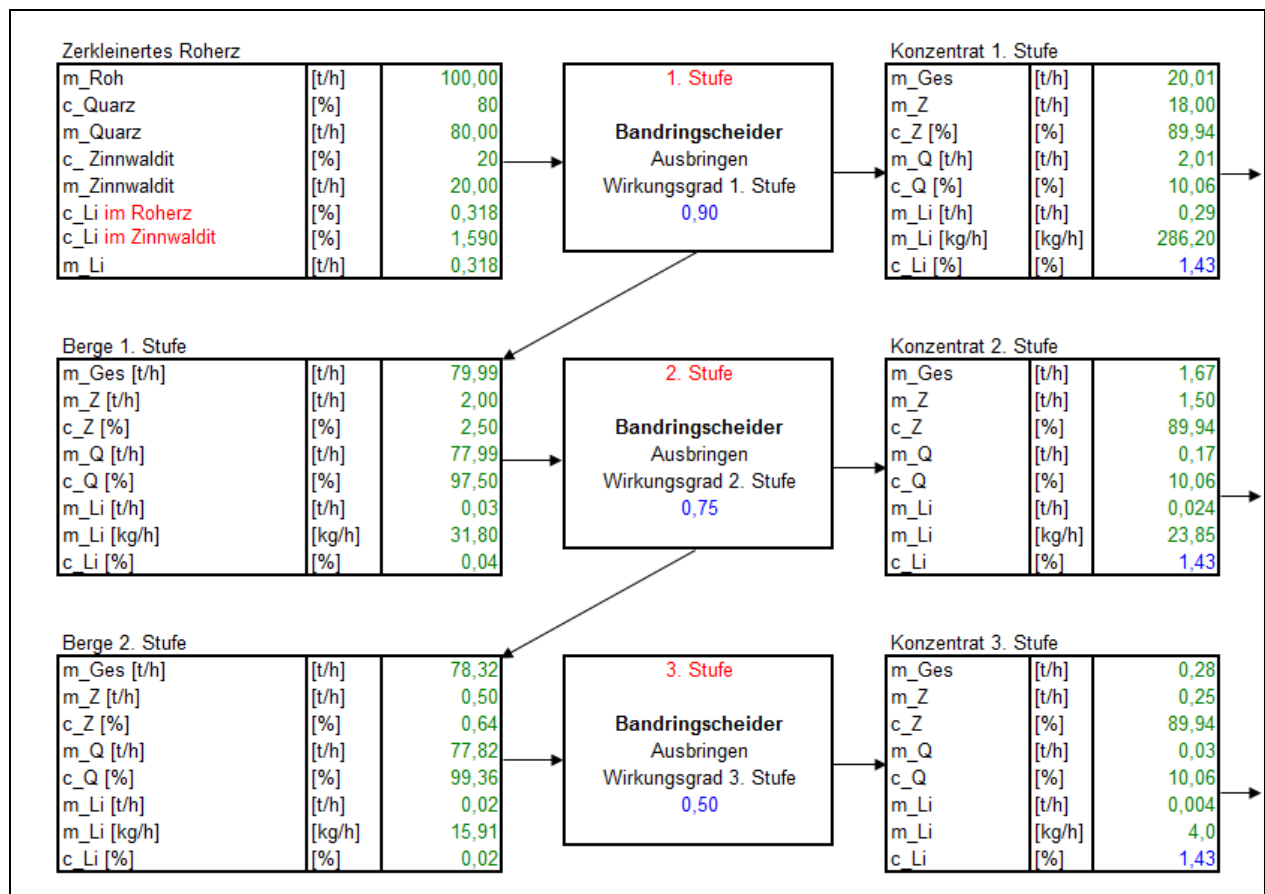 Zerkleinertes Roherz
m_Roh [t/h] 100,00
c_Quarz [%] 80
m_Quarz [t/h] 80,00
c_ Zinnwaldit [%] 20
m_Zinnwaldit [t/h] 20,00
c_Li im Roherz [%] 0,318
c_Li im Zinnwaldit [%] 1,590
m_Li [t/h] 0,318
1. Stufe
Bandringscheider
Ausbringen
Wirkungsgrad 1. Stufe
0,90
Konzentrat 1. Stufe
m_Ges [t/h] 20,01
m_Z [t/h] 18,00
c_Z [%] [%] 89,94
m_Q [t/h] [t/h] 2,01
c_Q [%] [%] 10,06
m_Li [t/h] [t/h] 0,29
m_Li [kg/h] [kg/h] 286,20
c_Li [%] [%] 1,43
Berge 1. Stufe
m_Ges [t/h] [t/h] 79,99
m_Z [t/h] [t/h] 2,00
c_Z [%] [%] 2,50
m_Q [t/h] [t/h] 77,99
c_Q [%] [%] 97,50
m_Li [t/h] [t/h] 0,03
m_Li [kg/h] [kg/h] 31,80
c_Li [%] [%] 0,04
2. Stufe
Bandringscheider
Ausbringen
Wirkungsgrad 2. Stufe
0,75
Konzentrat 2. Stufe
m_Ges [t/h] 1,67
m_Z [t/h] 1,50
c_Z [%] 89,94
m_Q [t/h] 0,17
c_Q [%] 10,06
m_Li [t/h] 0,024
m_Li [kg/h] 23,85
c_Li [%] 1,43
Berge 2. Stufe
m_Ges [t/h] [t/h] 78,32
m_Z [t/h] [t/h] 0,50
c_Z [%] [%] 0,64
m_Q [t/h] [t/h] 77,82
c_Q [%] [%] 99,36
m_Li [t/h] [t/h] 0,02
m_Li [kg/h] [kg/h] 15,91
c_Li [%] [%] 0,02
3. Stufe
Bandringscheider
Ausbringen
Wirkungsgrad 3. Stufe
0,50
Konzentrat 3. Stufe
m_Ges [t/h] 0,28
m_Z [t/h] 0,25
c_Z [%] 89,94
m_Q [t/h] 0,03
c_Q [%] 10,06
m_Li [t/h] 0,004
m_Li [kg/h] 4,0
c_Li [%] 1,43